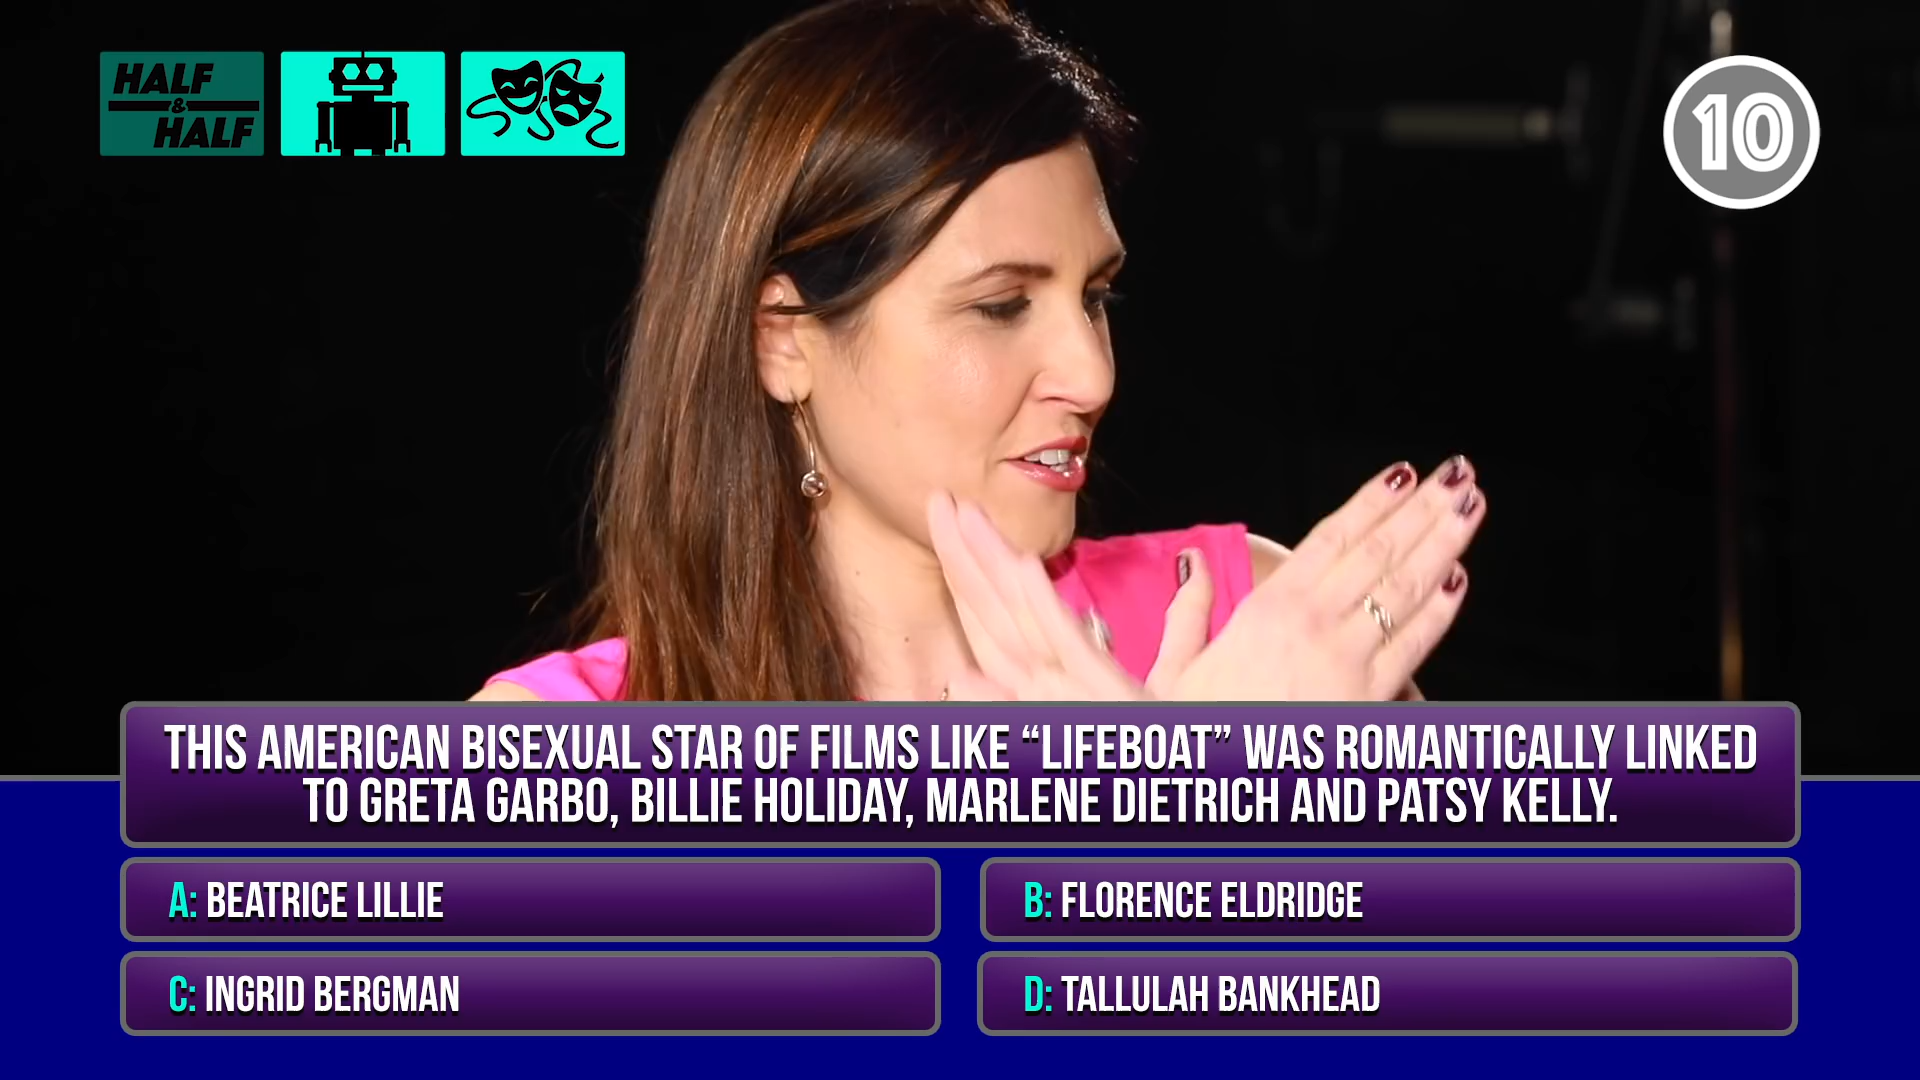 HALF
&
HALF
10
THIS AMERICAN BISEXUAL STAR OF FILMS LIKE “LIFEBOAT” WAS ROMANTICALLY LINKED
TO GRETA GARBO, BILLIE HOLIDAY, MARLENE DIETRICH AND PATSY KELLY.
A: BEATRICE LILLIE
B: FLORENCE ELDRIDGE
C: INGRID BERGMAN
D: TALLULAH BANKHEAD